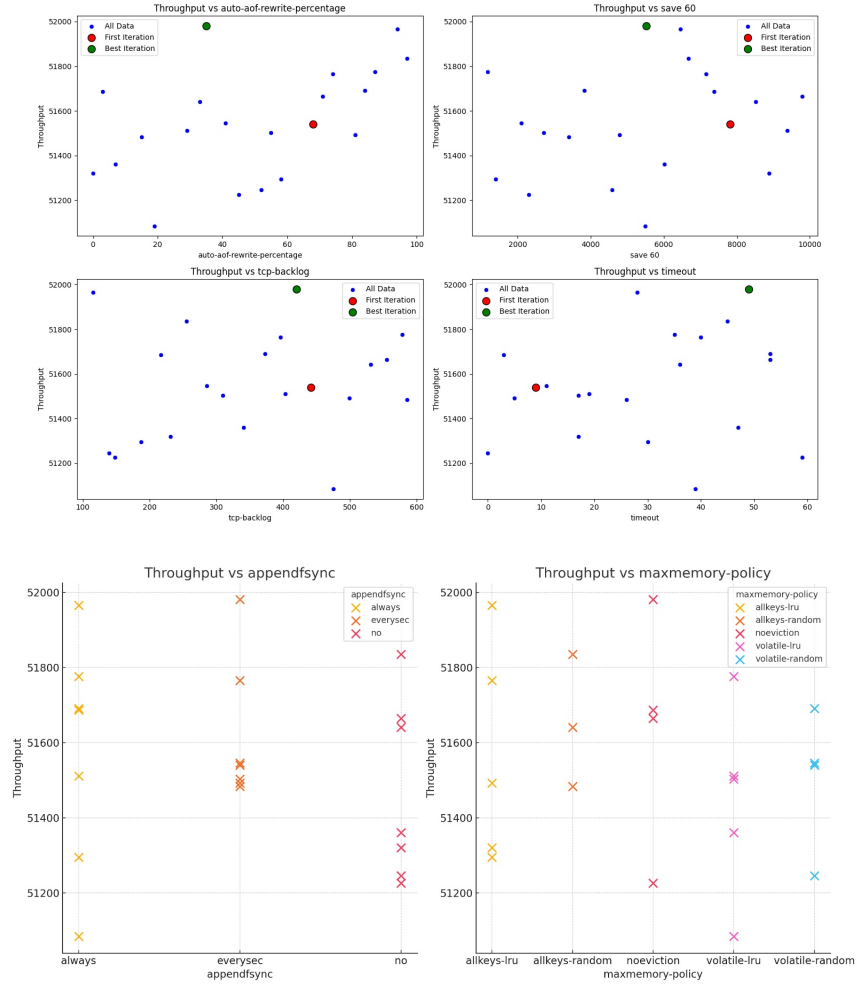 Throughput vs auto-aof-rewrite-percentage
52000
51800
51600
51400
51200
Throughput
All Data
First Iteration
Best Iteration
0
20
40
60
80
100
auto-aof-rewrite-percentage
Throughput vs save 60
52000
51800
51600
51400
51200
Throughput
All Data
First Iteration
Best Iteration
2000
4000
6000
8000
10000
save 60
Throughput vs tcp-backlog
52000
51800
51600
51400
51200
Throughput
All Data
First Iteration
Best Iteration
100
200
300
400
500
600
tcp-backlog
Throughput vs timeout
52000
51800
51600
51400
51200
Throughput
All Data
First Iteration
Best Iteration
0
10
20
30
40
50
60
timeout
Throughput vs appendfsync
52000
51800
51600
51400
51200
Throughput
appendfsync
always
everysec
no
always
everysec
no
appendfsync
Throughput vs maxmemory-policy
52000
51800
51600
51400
51200
Throughput
maxmemory-policy
allkeys-lru
allkeys-random
noeviction
volatile-lru
volatile-random
allkeys-lru
allkeys-random
noeviction
volatile-lru
volatile-random
maxmemory-policy